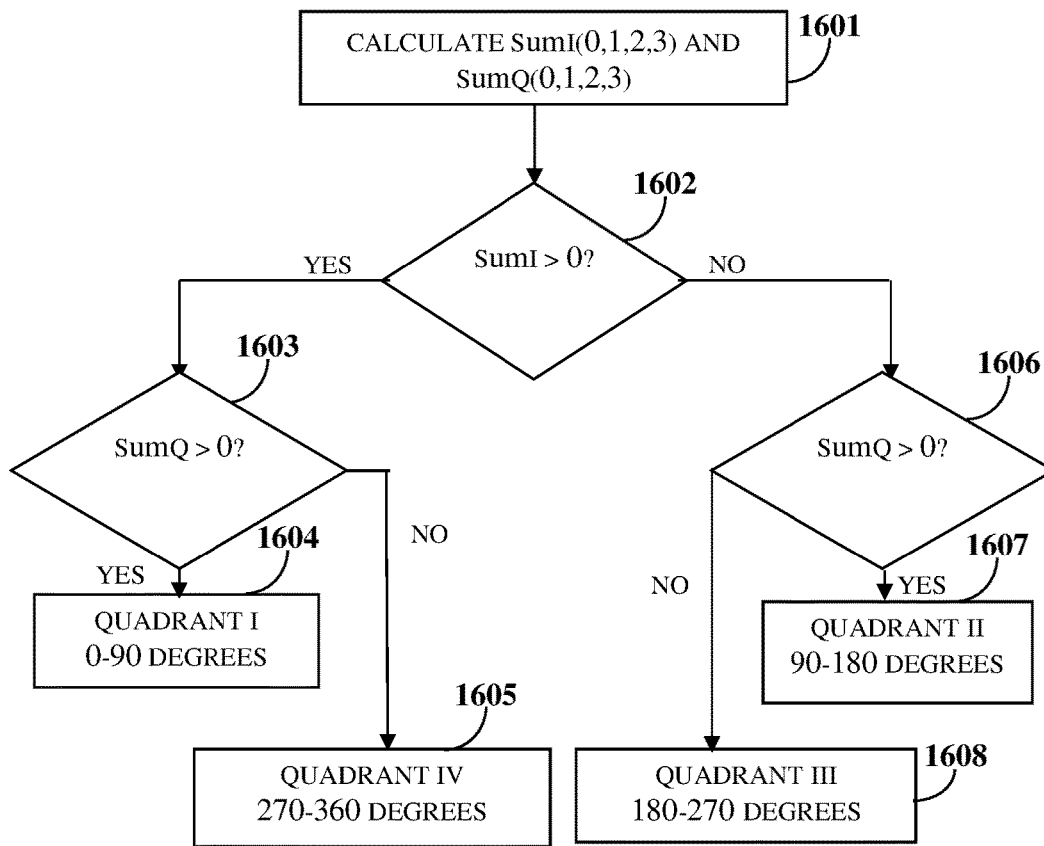 1601
CALCULATE SumI(0,1,2,3) AND
SumQ(0,1,2,3)
1602
SumI > 0?
YES
NO
1603
SumQ > 0?
1606
SumQ > 0?
1604
YES
NO
QUADRANT I
0-90 DEGREES
1607
NO
YES
QUADRANT II
90-180 DEGREES
1605
QUADRANT IV
270-360 DEGREES
QUADRANT III
180-270 DEGREES
1608